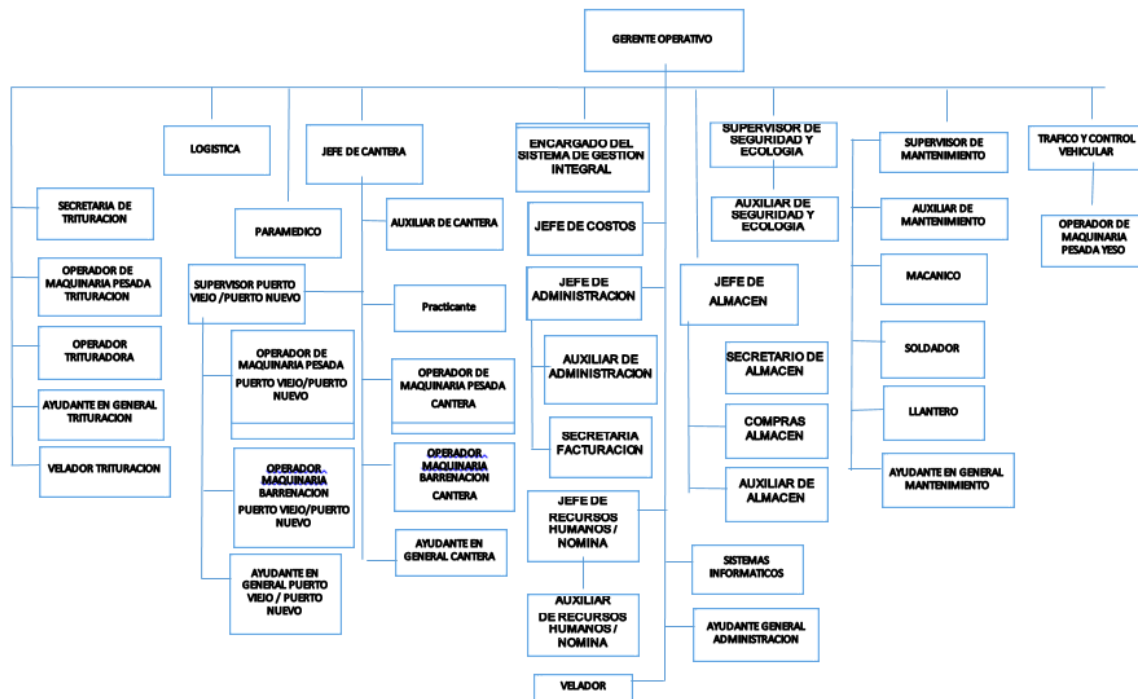 GERENTE OPERATIVO
LOGISTICA
JEFE DE CANTERA
ENCARGADO DEL
SISTEMA DE GESTIÓN
INTEGRAL
SUPERVISOR DE
SEGURIDAD Y
ECOLOGIA
SUPERVIISOR DE
MANTENIMIENTO
TRAFICO Y CONTROL
VEHICULAR
SECRETARIA DE
TRITURACION
PARAMEDICO
AUXILIAR DE CANTERA
JEFE DE COSTOS
AUXILIAR DE
SEGURIDAD Y
ECOLOGIA
AUXILIAR DE
MANTENIMIENTO
OPERADOR DE
MAQUINARIA
PESADA YESO
OPERADOR DE
MAQUINARIA PESADA
TRITURACION
SUPERVISOR PUERTO
VIEJO /PUERTO NUEVO
Practicante
JEFE DE
ADMINISTRACION
JEFE DE
ALMACEN
MACANICO
OPERADOR
TRITURADORA
OPERADOR DE
MAQUINARIA PESADA
PUERTO VIEJO/PUERTO
NUEVO
OPERADOR DE
MAQUINARIA PESADA
CANTERA
AUXILIAR DE
ADMINISTRACION
SECRETARIO DE
ALMACEN
SOLDADOR
AYUDANTE EN GENERAL
TRITURACION
SECRETARIA
FACTURACION
COMPRAS
ALMACEN
LLANTERO
VELADOR TRITURACION
OPERADOR
MAQUINARIA
BARRENACION
PUERTO VIEJO/PUERTO
NUEVO
OPERADOR
MAQUINARIA
BARRENACION
CANTERA
JEFE DE
RECURSOS
HUMANOS /
NOMINA
AUXILIAR DE
ALMACEN
AYUDANTE EN GENERAL
MANTENIMIENTO
AYUDANTE EN
GENERAL PUERTO
VIEJO / PUERTO
NUEVO
AYUDANTE EN
GENERAL CANTERA
AUXILIAR
DE RECURSOS
HUMANOS /
NOMINA
SISTEMAS
INFORMATICOS
AYUDANTE GENERAL
ADMINISTRACION
VELADOR